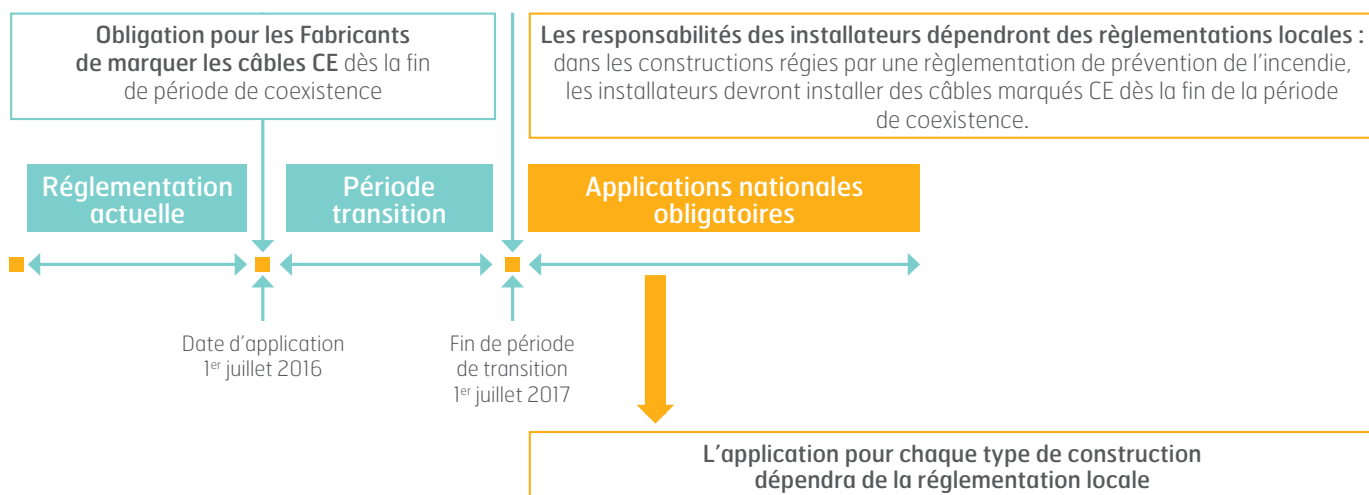 Obligation pour les Fabricants
de marquer les câbles CE dès la fin
de période de coexistence
Les responsabilités des installateurs dépendront des règlementations locales :
dans les constructions régies par une règlementation de prévention de l'incendie,
les installateurs devront installer des câbles marqués CE dès la fin de la période
de coexistence.
Réglementation
actuelle
Période
transition
Applications nationales
obligatoires
Date d'application
1er juillet 2016
Fin de période
de transition
1er juillet 2017
L'application pour chaque type de construction
dépendra de la réglementation locale